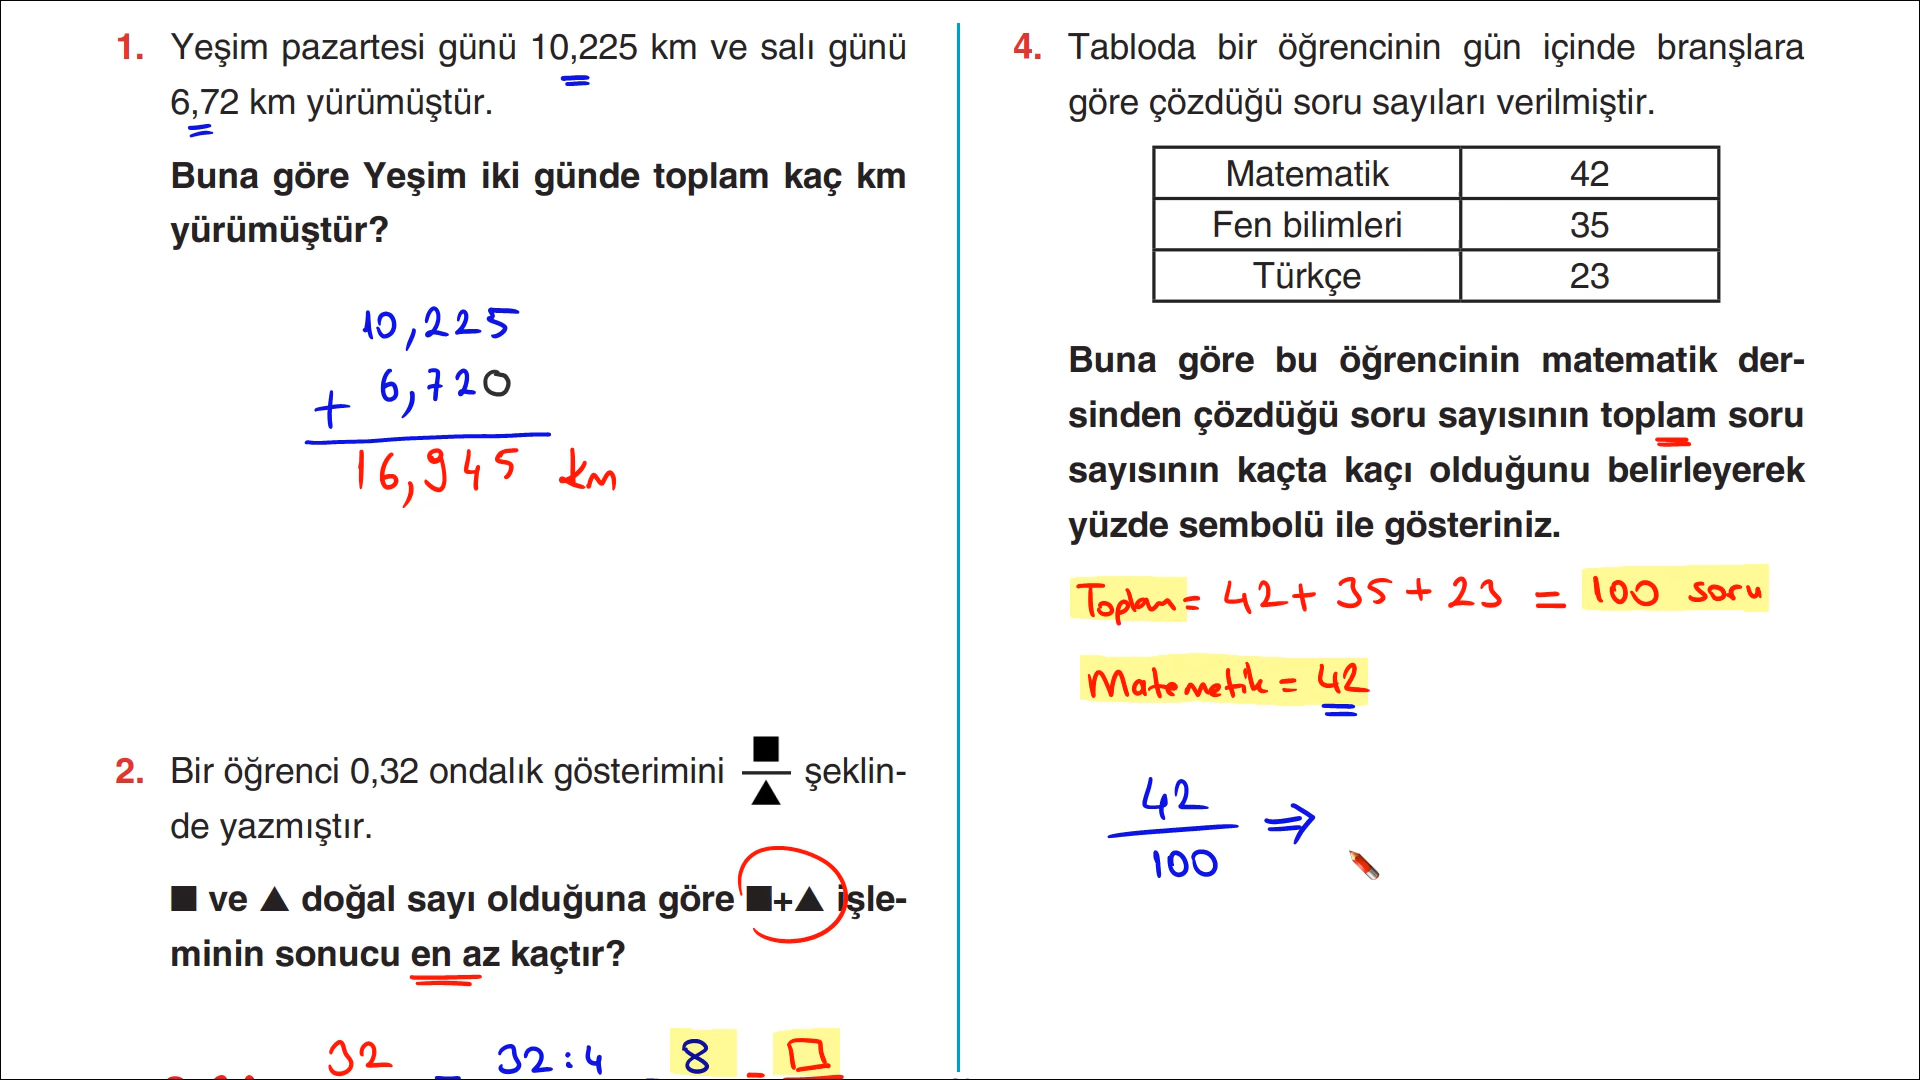 1. Yeşim pazartesi günü 10,225 km ve salı günü
6,72 km yürümüştür.
Buna göre Yeşim iki günde toplam kaç km
yürümüştür?
10,225
+ 6,720
16,945 km
2. Bir öğrenci 0,32 ondalık gösterimini ■/▲ şeklin-
de yazmıştır.
■ ve ▲ doğal sayı olduğuna göre ■+▲ işle-
minin sonucu en az kaçtır?
32 32:4 8 = □
4. Tabloda bir öğrencinin gün içinde branşlara
göre çözdüğü soru sayıları verilmiştir.
Matematik 42
Fen bilimleri 35
Türkçe 23
Buna göre bu öğrencinin matematik der-
sinden çözdüğü soru sayısının toplam soru
sayısının kaçta kaçı olduğunu belirleyerek
yüzde sembolü ile gösteriniz.
Toplam = 42 + 35 + 23 = 100 soru
Matematik = 42
42
100 ⇒